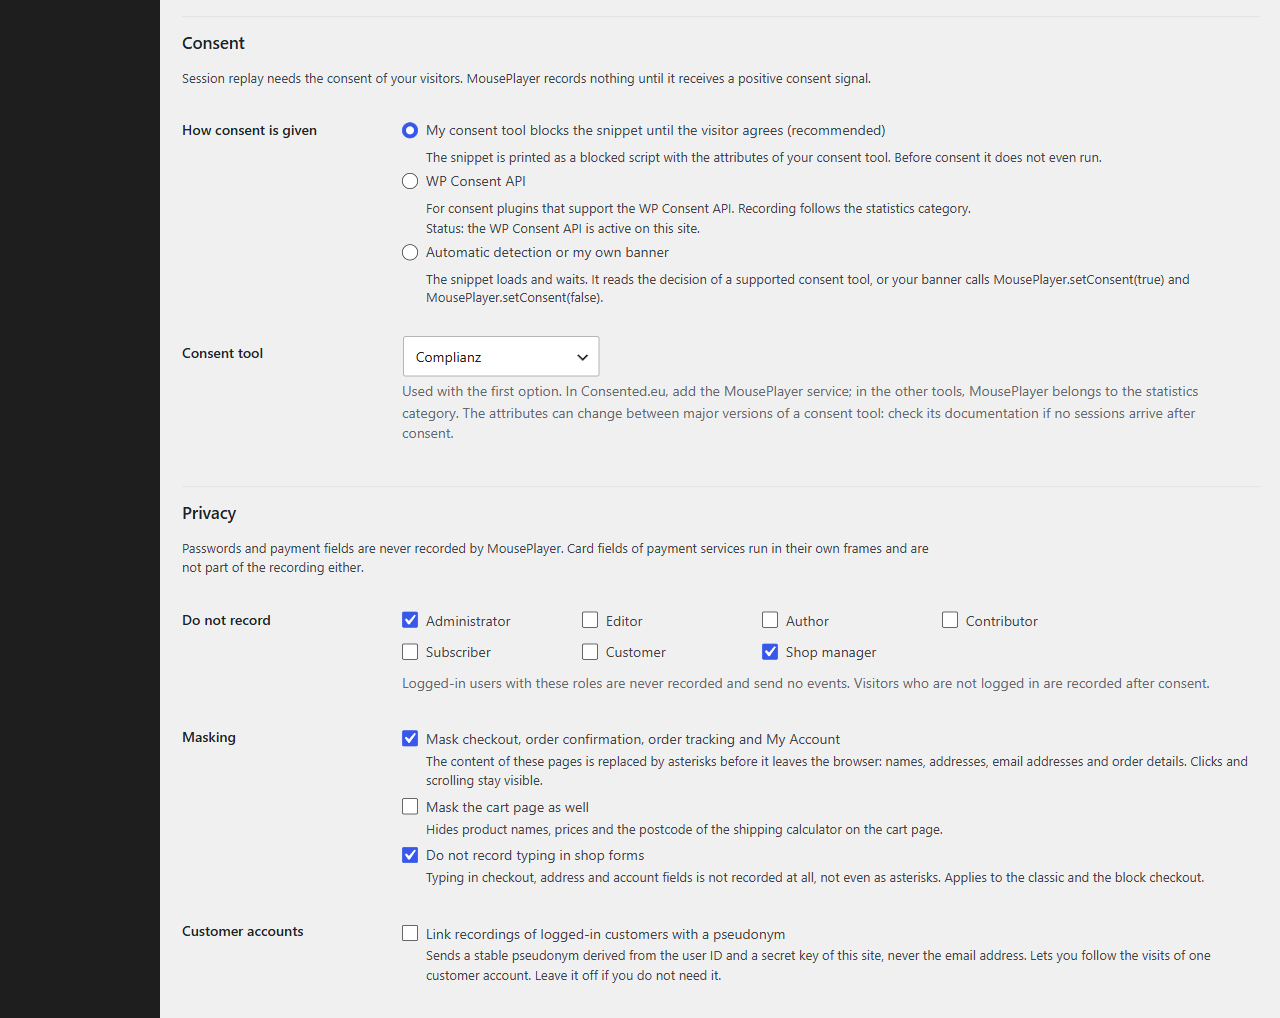 Consent
Session replay needs the consent of your visitors. MousePlayer records nothing until it receives a positive consent signal.
How consent is given
My consent tool blocks the snippet until the visitor agrees (recommended)
The snippet is printed as a blocked script with the attributes of your consent tool. Before consent it does not even run.
WP Consent API
For consent plugins that support the WP Consent API. Recording follows the statistics category.
Status: the WP Consent API is active on this site.
Automatic detection or my own banner
The snippet loads and waits. It reads the decision of a supported consent tool, or your banner calls MousePlayer.setConsent(true) and
MousePlayer.setConsent(false).
Consent tool
Complianz
Used with the first option. In Consented.eu, add the MousePlayer service; in the other tools, MousePlayer belongs to the statistics
category. The attributes can change between major versions of a consent tool: check its documentation if no sessions arrive after
consent.
Privacy
Passwords and payment fields are never recorded by MousePlayer. Card fields of payment services run in their own frames and are
not part of the recording either.
Do not record
Administrator
Editor
Author
Contributor
Subscriber
Customer
Shop manager
Logged-in users with these roles are never recorded and send no events. Visitors who are not logged in are recorded after consent.
Masking
Mask checkout, order confirmation, order tracking and My Account
The content of these pages is replaced by asterisks before it leaves the browser: names, addresses, email addresses and order details. Clicks and
scrolling stay visible.
Mask the cart page as well
Hides product names, prices and the postcode of the shipping calculator on the cart page.
Do not record typing in shop forms
Typing in checkout, address and account fields is not recorded at all, not even as asterisks. Applies to the classic and the block checkout.
Customer accounts
Link recordings of logged-in customers with a pseudonym
Sends a stable pseudonym derived from the user ID and a secret key of this site, never the email address. Lets you follow the visits of one
customer account. Leave it off if you do not need it.